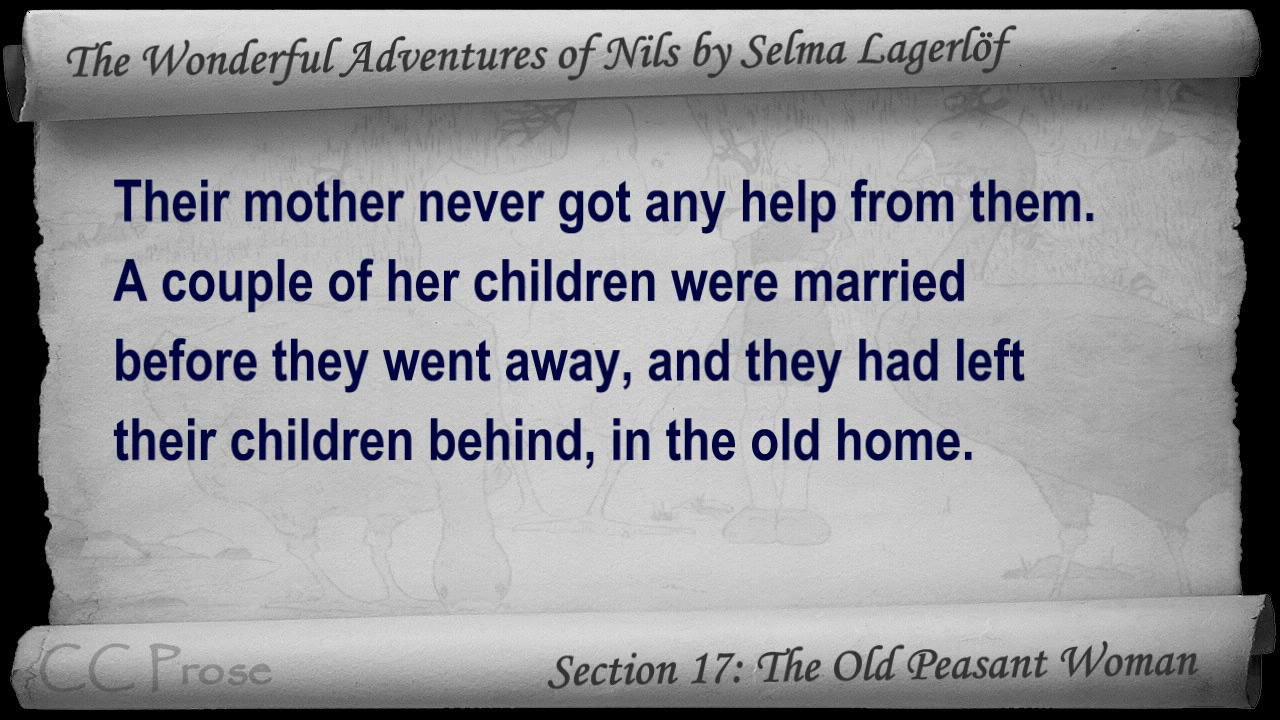 The Wonderful Adventures of Nils by Selma Lagerlöf
Their mother never got any help from them.
A couple of her children were married
before they went away, and they had left
their children behind, in the old home.
CC Prose
Section 17: The Old Peasant Woman